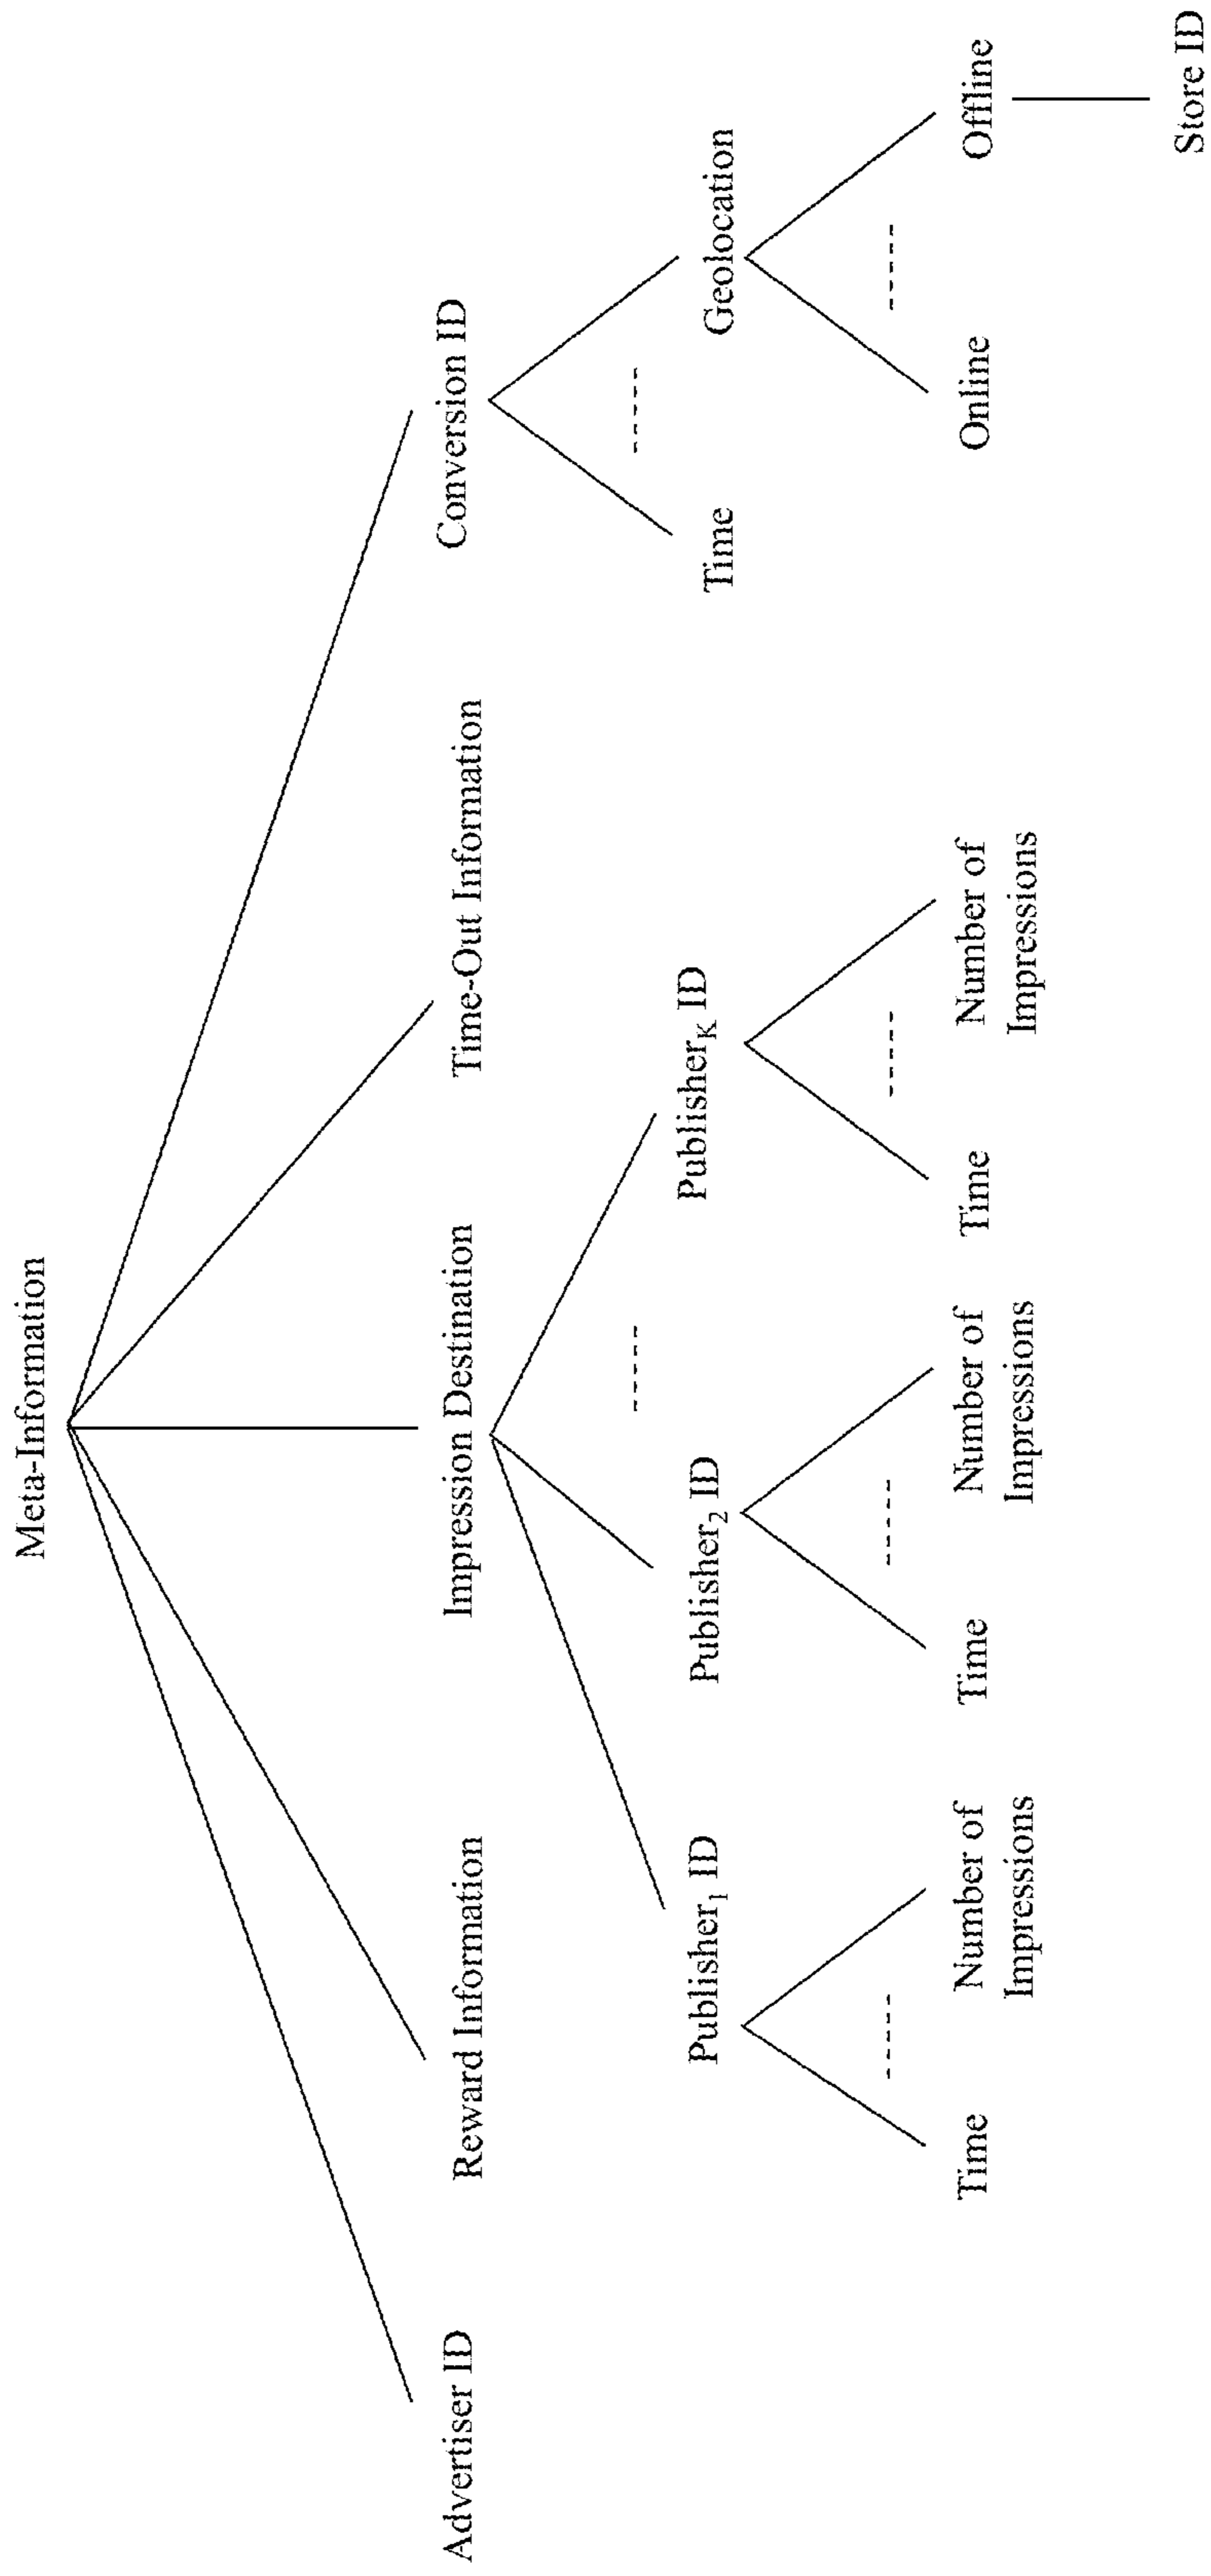 Meta-Information
Advertiser ID
Reward Information
Impression Destination
Time-Out Information
Conversion ID
Publisher₁ ID
Publisher₂ ID
Publisher_K ID
Time
Geolocation
Time
Number of
Impressions
Time
Number of
Impressions
Time
Number of
Impressions
Online
Offline
Store ID